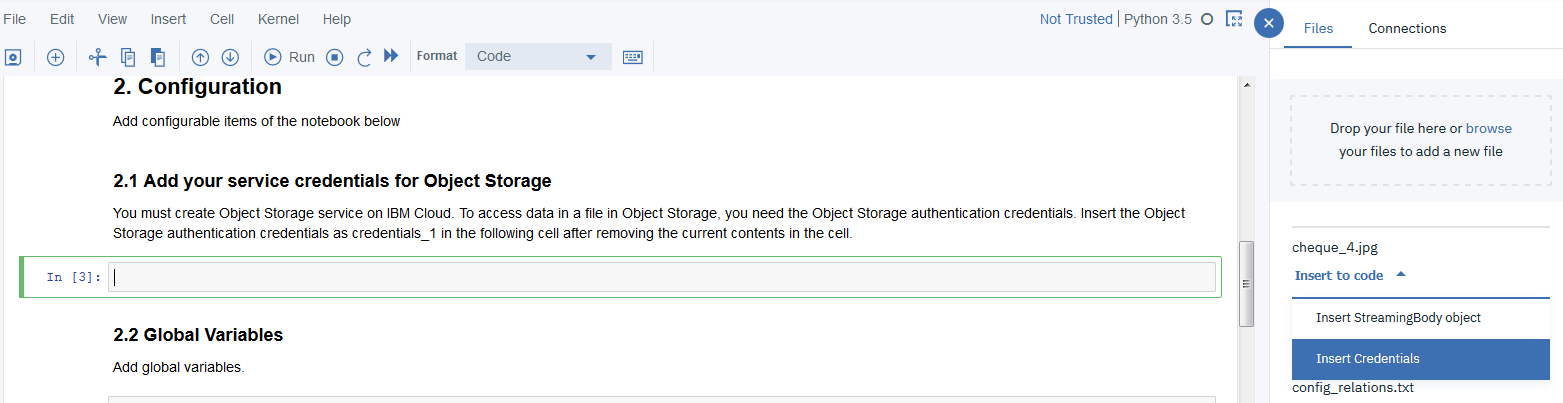 File Edit View Insert Cell Kernel Help
Not Trusted Python 3.5
Run Format Code
2. Configuration
Add configurable items of the notebook below
2.1 Add your service credentials for Object Storage
You must create Object Storage service on IBM Cloud. To access data in a file in Object Storage, you need the Object Storage authentication credentials. Insert the Object
Storage authentication credentials as credentials_1 in the following cell after removing the current contents in the cell.
In [3]:
2.2 Global Variables
Add global variables.
Files Connections
Drop your file here or browse
your files to add a new file
cheque_4.jpg
Insert to code
Insert StreamingBody object
Insert Credentials
config_relations.txt